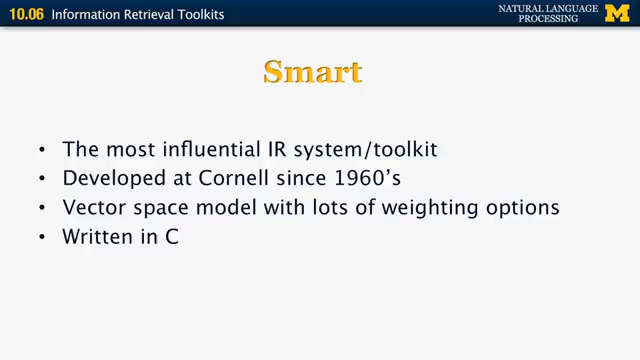 10.06 Information Retrieval Toolkits
NATURAL LANGUAGE
PROCESSING
M
Smart
• The most influential IR system/toolkit
• Developed at Cornell since 1960's
• Vector space model with lots of weighting options
• Written in C